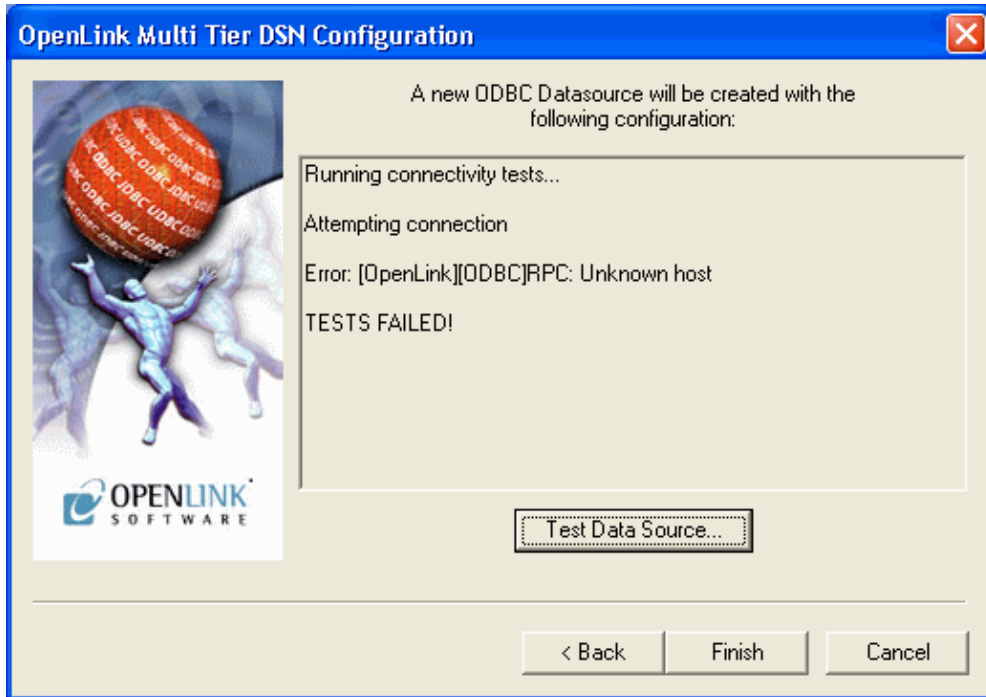 OpenLink Multi Tier DSN Configuration
A new ODBC Datasource will be created with the
following configuration:
Running connectivity tests...
Attempting connection
Error: [OpenLink][ODBC]RPC: Unknown host
TESTS FAILED!
OPENLINK
SOFTWARE
Test Data Source...
< Back
Finish
Cancel